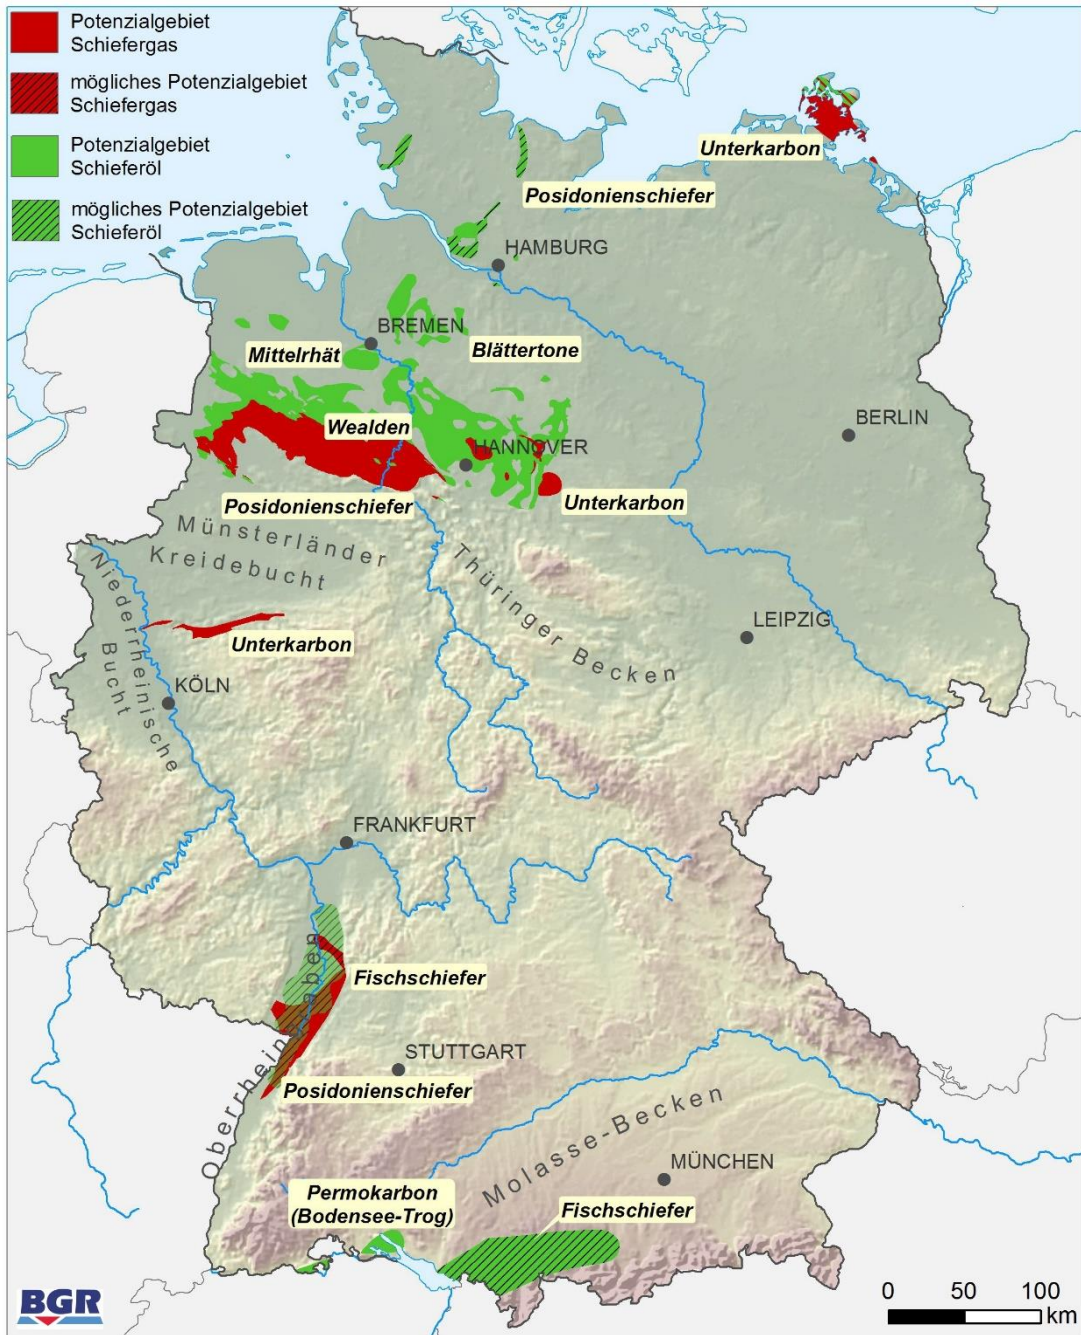 Potenzialgebiet
Schiefergas
mögliches Potenzialgebiet
Schiefergas
Potenzialgebiet
Schieferöl
mögliches Potenzialgebiet
Schieferöl
Unterkarbon
Posidonienschiefer
HAMBURG
BREMEN
Mittelrhät
Blättertone
Wealden
BERLIN
HANNOVER
Posidonienschiefer
Unterkarbon
Münsterländer
Kreidebucht
Thüringer Becken
Niederrheinische
Bucht
Unterkarbon
LEIPZIG
KÖLN
FRANKFURT
Oberrheingraben
Fischschiefer
STUTTGART
Posidonienschiefer
Molasse-Becken
MÜNCHEN
Permokarbon
(Bodensee-Trog)
Fischschiefer
BGR
0 50 100
km